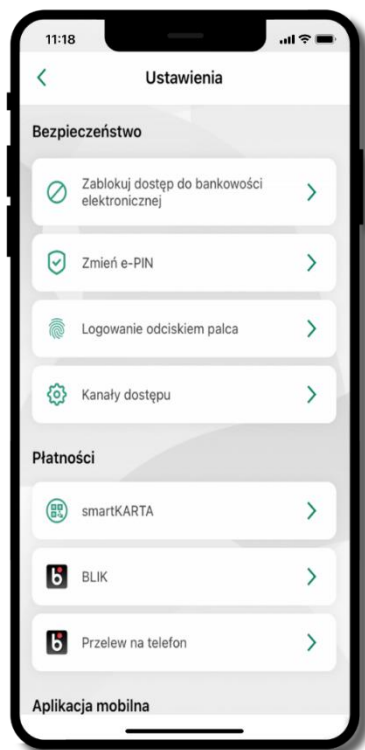 11:18
Ustawienia
Bezpieczeństwo
Zablokuj dostęp do bankowości
elektronicznej
Zmień e-PIN
Logowanie odciskiem palca
Kanały dostępu
Płatności
smartKARTA
BLIK
Przelew na telefon
Aplikacja mobilna